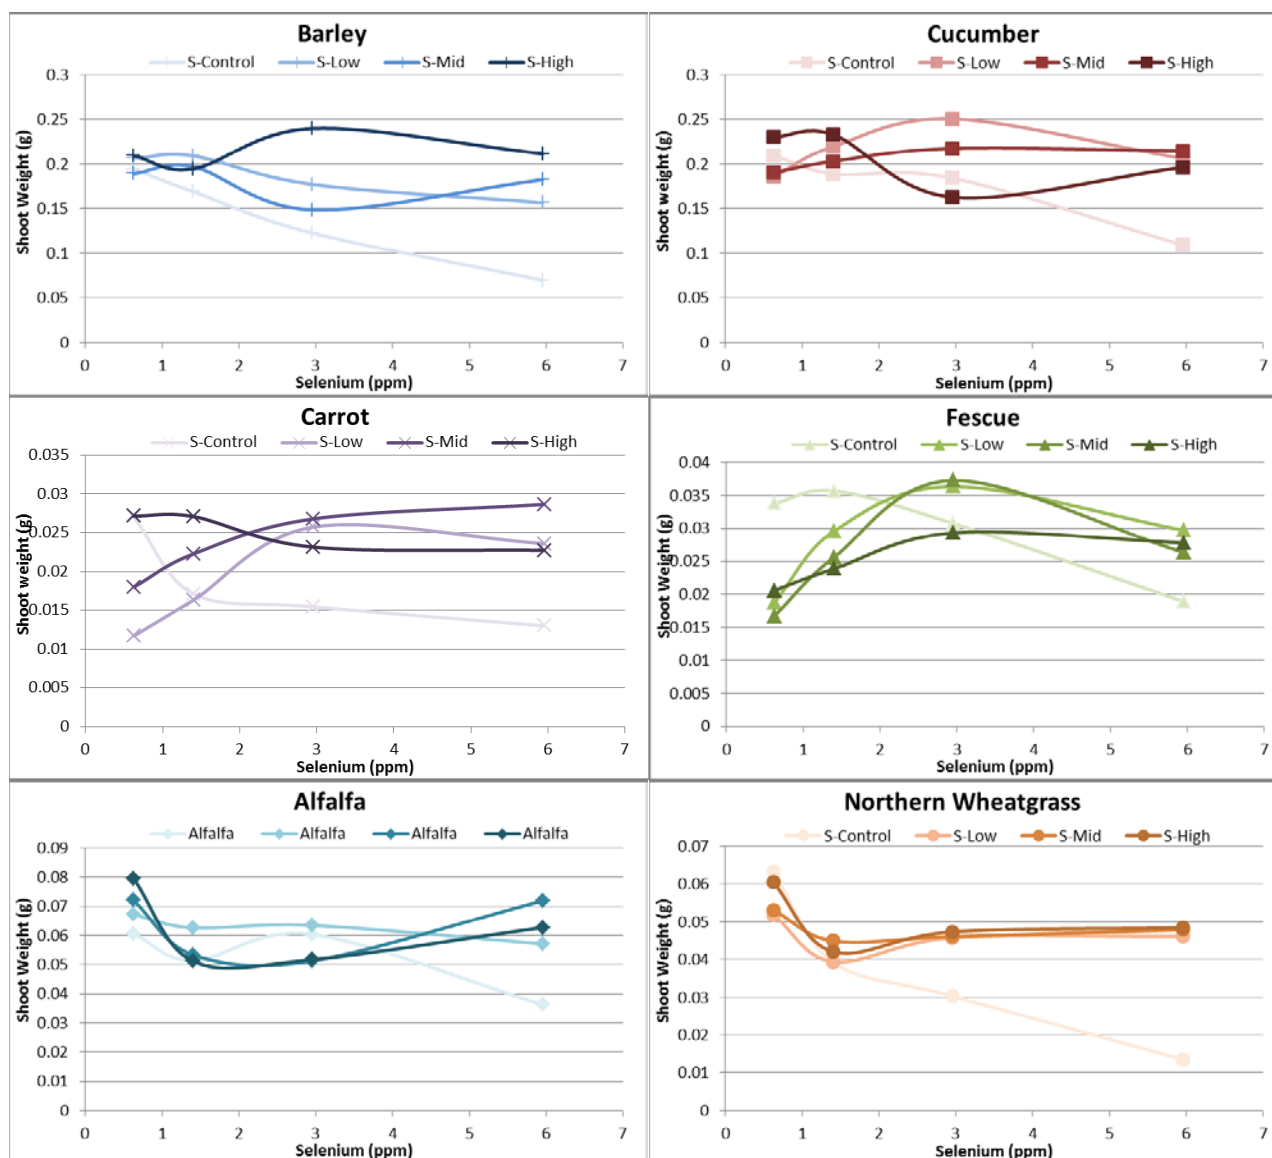 Barley
S-Control S-Low S-Mid S-High
Shoot Weight (g)
0.3
0.25
0.2
0.15
0.1
0.05
0
0 1 2 3 4 5 6 7
Selenium (ppm)
Cucumber
S-Control S-Low S-Mid S-High
Shoot weight (g)
0.3
0.25
0.2
0.15
0.1
0.05
0
0 1 2 3 4 5 6 7
Selenium (ppm)
Carrot
S-Control S-Low S-Mid S-High
Shoot weight (g)
0.035
0.03
0.025
0.02
0.015
0.01
0.005
0
0 1 2 3 4 5 6 7
Selenium (ppm)
Fescue
S-Control S-Low S-Mid S-High
Shoot Weight (g)
0.04
0.035
0.03
0.025
0.02
0.015
0.01
0.005
0
0 1 2 3 4 5 6 7
Selenium (ppm)
Alfalfa
Alfalfa Alfalfa Alfalfa Alfalfa
Shoot Weight (g)
0.09
0.08
0.07
0.06
0.05
0.04
0.03
0.02
0.01
0
0 1 2 3 4 5 6 7
Selenium (ppm)
Northern Wheatgrass
S-Control S-Low S-Mid S-High
Shoot Weight (g)
0.07
0.06
0.05
0.04
0.03
0.02
0.01
0
0 1 2 3 4 5 6 7
Selenium (ppm)